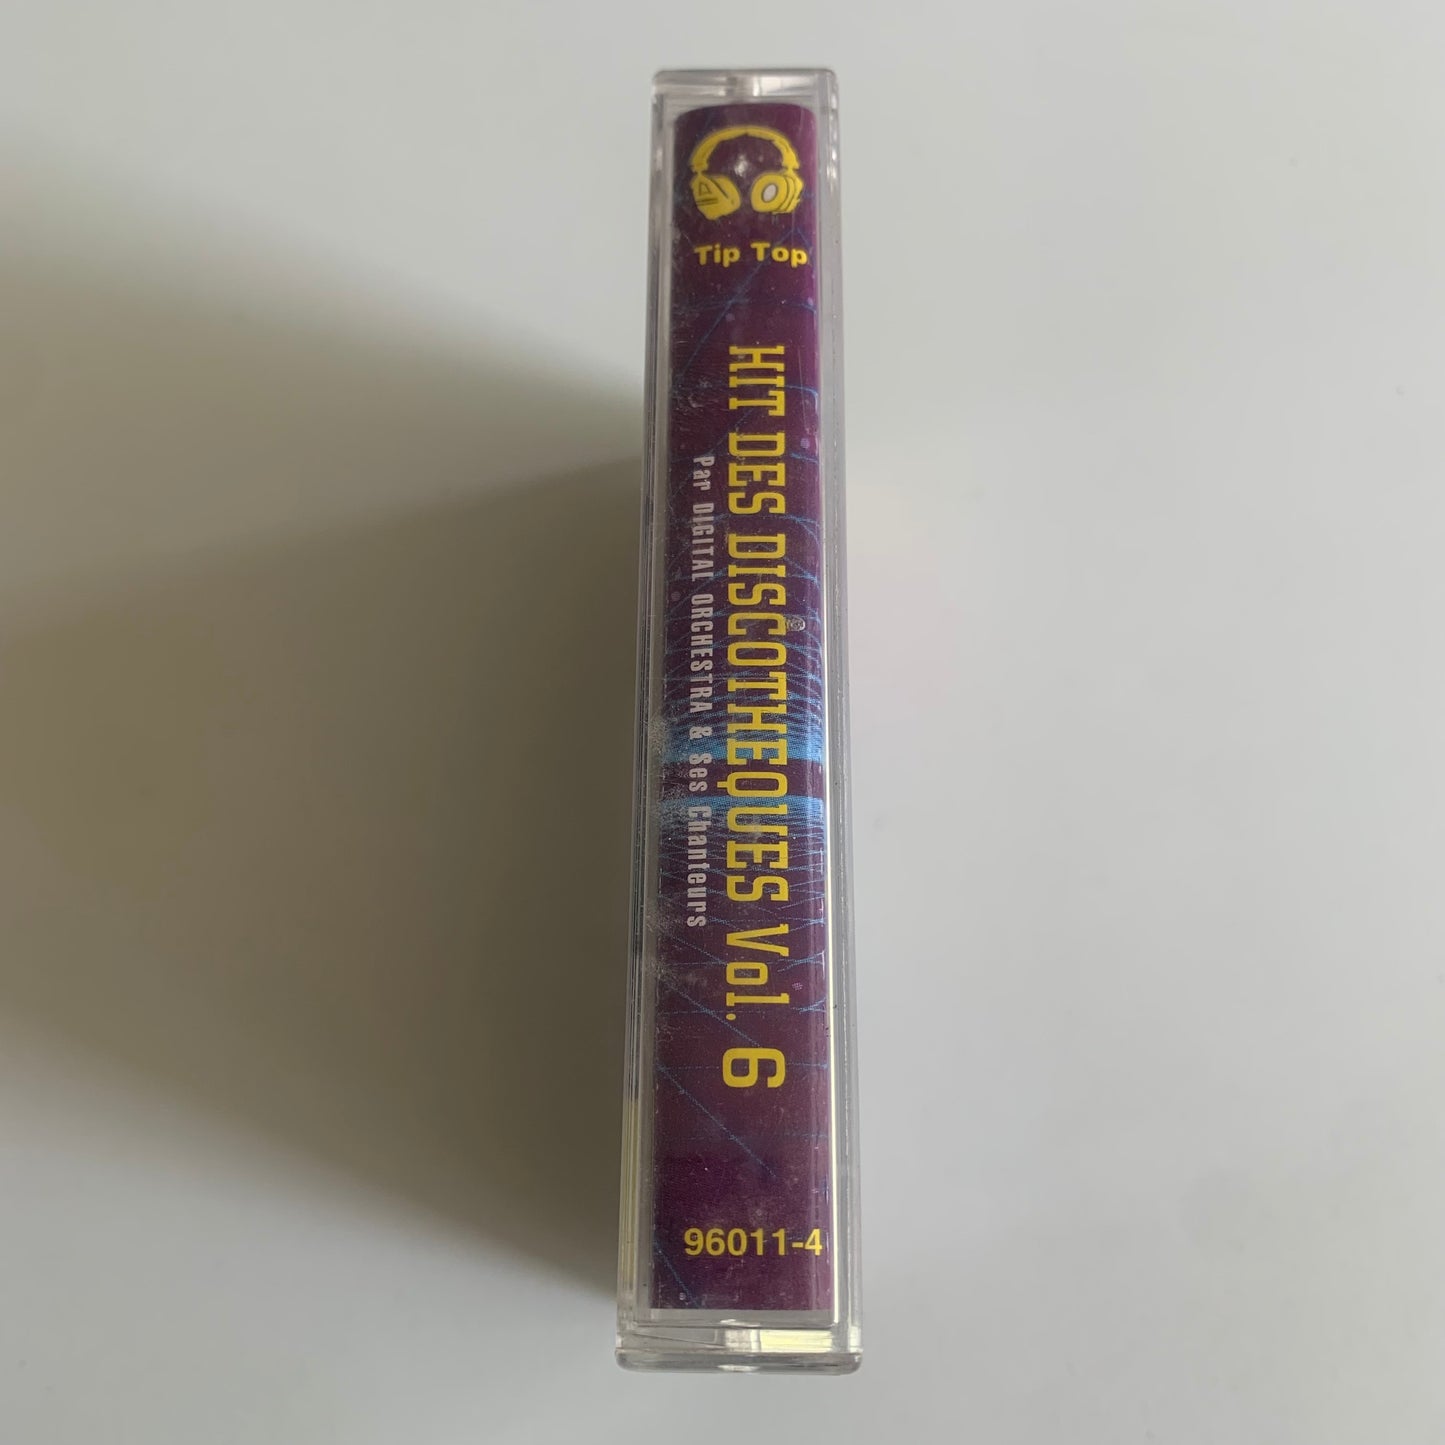 Tip Top
HIT DES DISCOTHEQUES Vol. 6
Par DIGITAL ORCHESTRA & Ses Chanteurs
96011-4